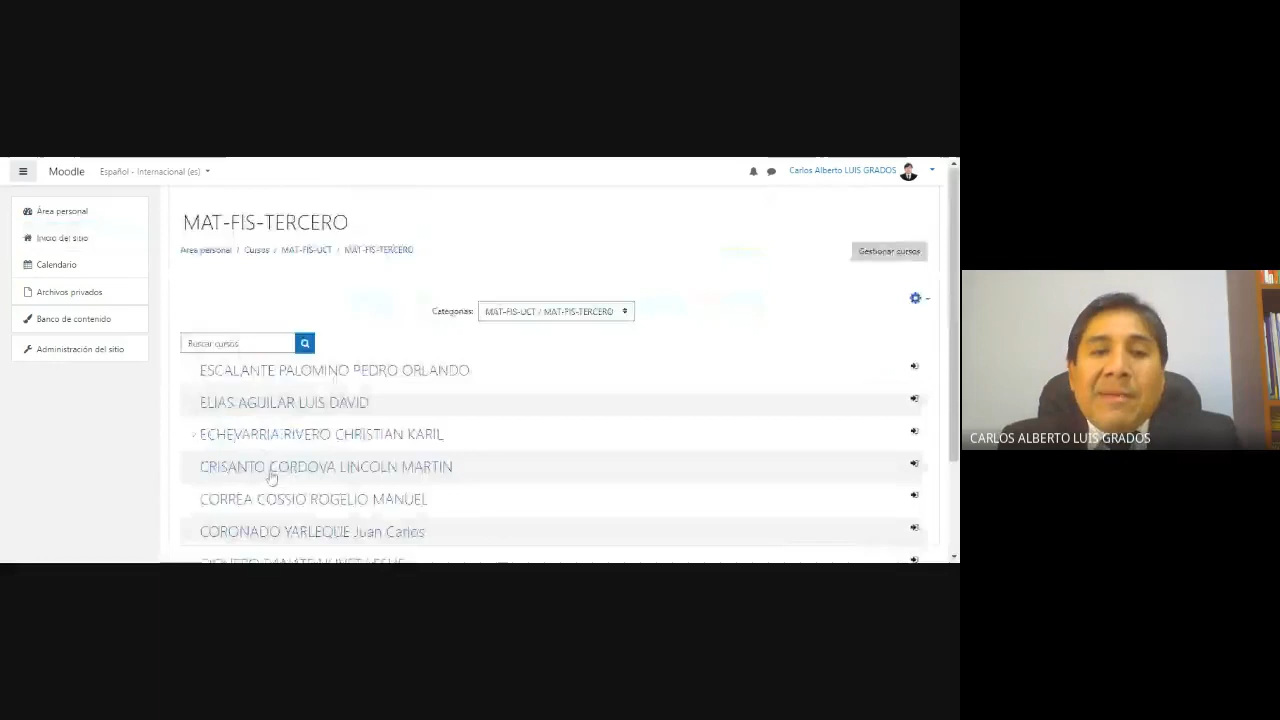 Moodle Español - Internacional (es) Carlos Alberto LUIS GRADOS
Área personal
Inicio del sitio
Calendario
Archivos privados
Banco de contenido
Administración del sitio
MAT-FIS-TERCERO
Área personal / Cursos / MAT-FIS-UCT / MAT-FIS-TERCERO
Gestionar cursos
Categorías: MAT-FIS-UCT / MAT-FIS-TERCERO
Buscar cursos
ESCALANTE PALOMINO PEDRO ORLANDO
ELIAS AGUILAR LUIS DAVID
ECHEVARRIA RIVERO CHRISTIAN KARIL
CRISANTO CORDOVA LINCOLN MARTIN
CORREA COSSIO ROGELIO MANUEL
CORONADO YARLEQUE Juan Carlos
CARLOS ALBERTO LUIS GRADOS